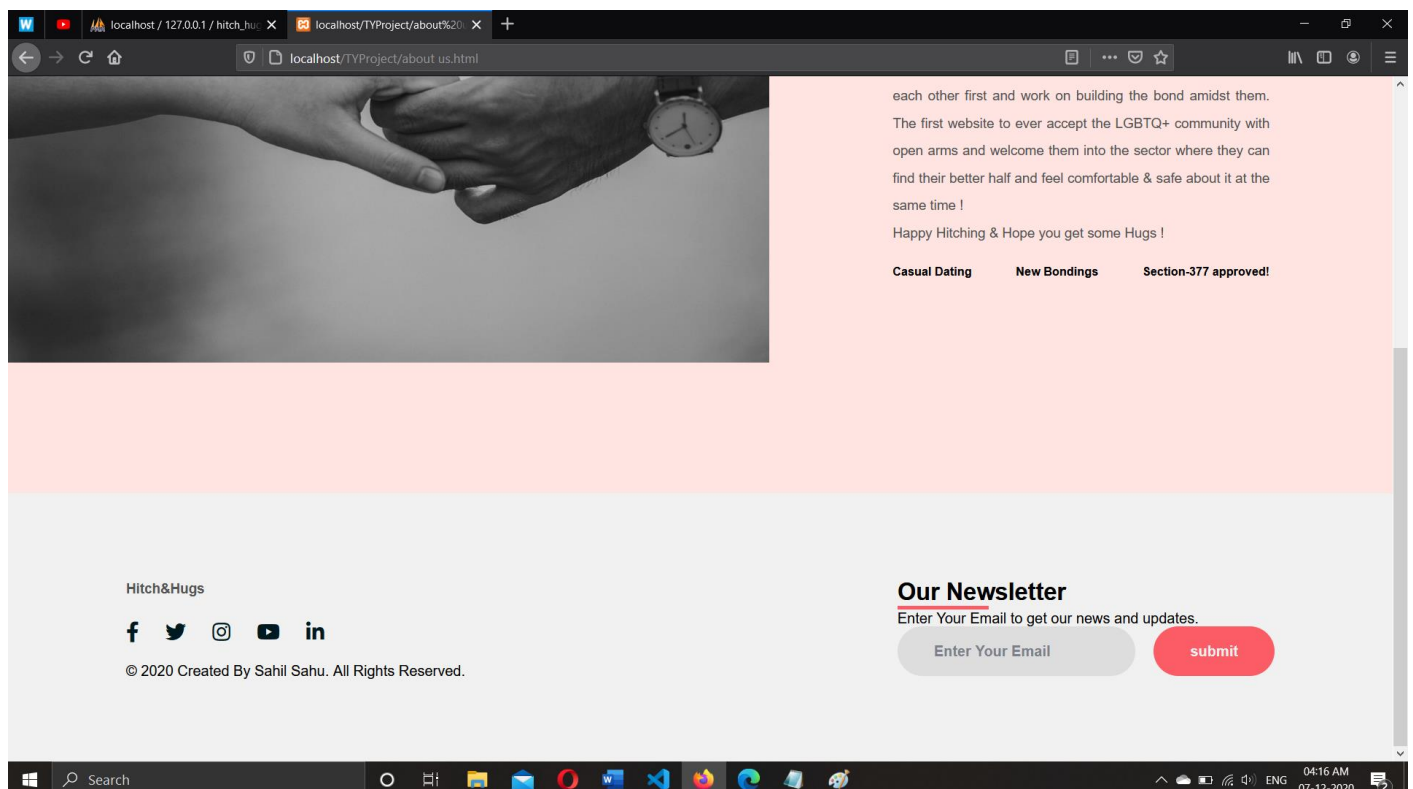 localhost / 127.0.0.1 / hitch_hug
localhost/TYProject/about%20u
localhost/TYProject/about us.html
each other first and work on building the bond amidst them.
The first website to ever accept the LGBTQ+ community with
open arms and welcome them into the sector where they can
find their better half and feel comfortable & safe about it at the
same time !
Happy Hitching & Hope you get some Hugs !
Casual Dating New Bondings Section-377 approved!
Hitch&Hugs
© 2020 Created By Sahil Sahu. All Rights Reserved.
Our Newsletter
Enter Your Email to get our news and updates.
Enter Your Email submit
Search
ENG
04:16 AM
07-12-2020